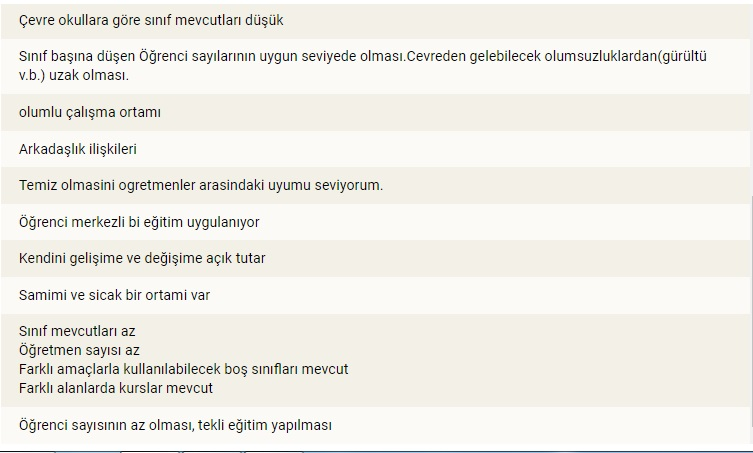 Çevre okullara göre sınıf mevcutları düşük
Sınıf başına düşen Öğrenci sayılarının uygun seviyede olması.Cevreden gelebilecek olumsuzluklardan(gürültü
v.b.) uzak olması.
olumlu çalışma ortamı
Arkadaşlık ilişkileri
Temiz olmasini ogretmenler arasindaki uyumu seviyorum.
Öğrenci merkezli bi eğitim uygulanıyor
Kendini gelişime ve değişime açık tutar
Samimi ve sicak bir ortami var
Sınıf mevcutları az
Öğretmen sayısı az
Farklı amaçlarla kullanılabilecek boş sınıfları mevcut
Farklı alanlarda kurslar mevcut
Öğrenci sayısının az olması, tekli eğitim yapılması